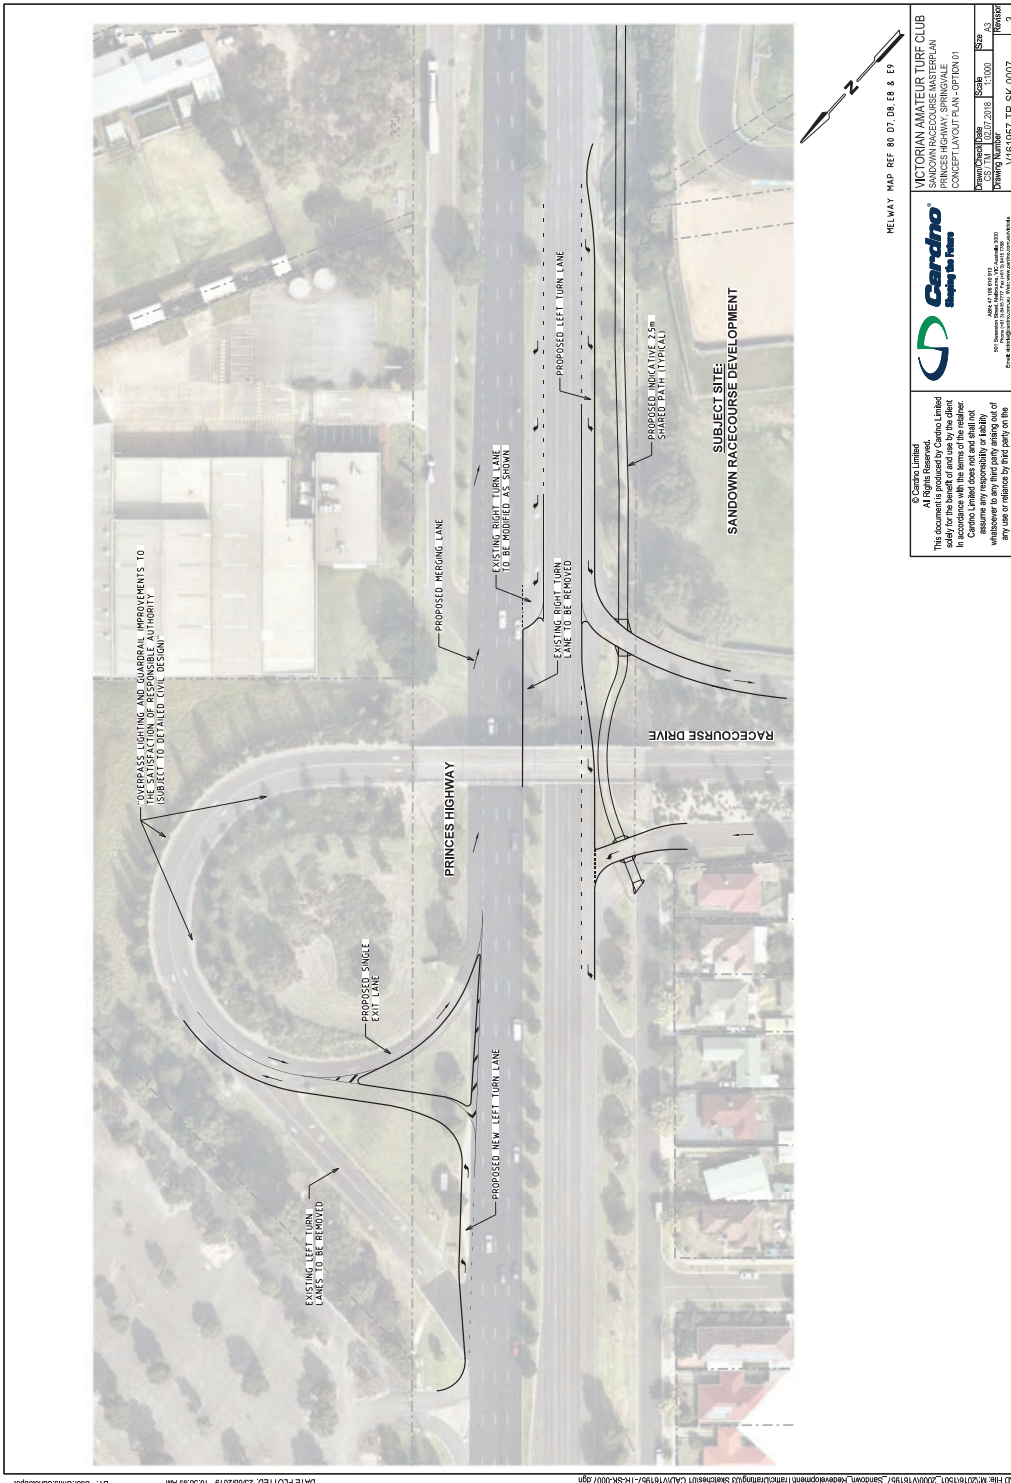 "OVERPASS LIGHTING AND GUARDRAIL IMPROVEMENTS TO
THE SATISFACTION OF RESPONSIBLE AUTHORITY
(SUBJECT TO DETAILED CIVIL DESIGN)"
EXISTING LEFT TURN
LANES TO BE REMOVED
PROPOSED SINGLE
EXIT LANE
PROPOSED MERGING LANE
PRINCES HIGHWAY
PROPOSED NEW LEFT TURN LANE
EXISTING RIGHT TURN LANE
TO BE MODIFIED AS SHOWN
EXISTING RIGHT TURN
LANE TO BE REMOVED
PROPOSED LEFT TURN LANE
PROPOSED INDICATIVE 2.5m
SHARED PATH (TYPICAL)
RACECOURSE DRIVE
SUBJECT SITE:
SANDOWN RACECOURSE DEVELOPMENT
N
MELWAY MAP REF 80 D7, D8, E8 & E9
© Cardno Limited
All Rights Reserved.
This document is produced by Cardno Limited
solely for the benefit of and use by the client
in accordance with the terms of the retainer.
Cardno Limited does not and shall not
assume any responsibility or liability
whatsoever to any third party arising out of
any use or reliance by third party on the
Cardno®
Shaping the Future
VICTORIAN AMATEUR TURF CLUB
SANDOWN RACECOURSE MASTERPLAN
PRINCES HIGHWAY, SPRINGVALE
CONCEPT LAYOUT PLAN - OPTION 01
Drawn/Check
CS / TM
Date
02.07.2018
Scale
1:1000
Size
A3
Drawing Number
V161957-TR-SK-0007
Revision